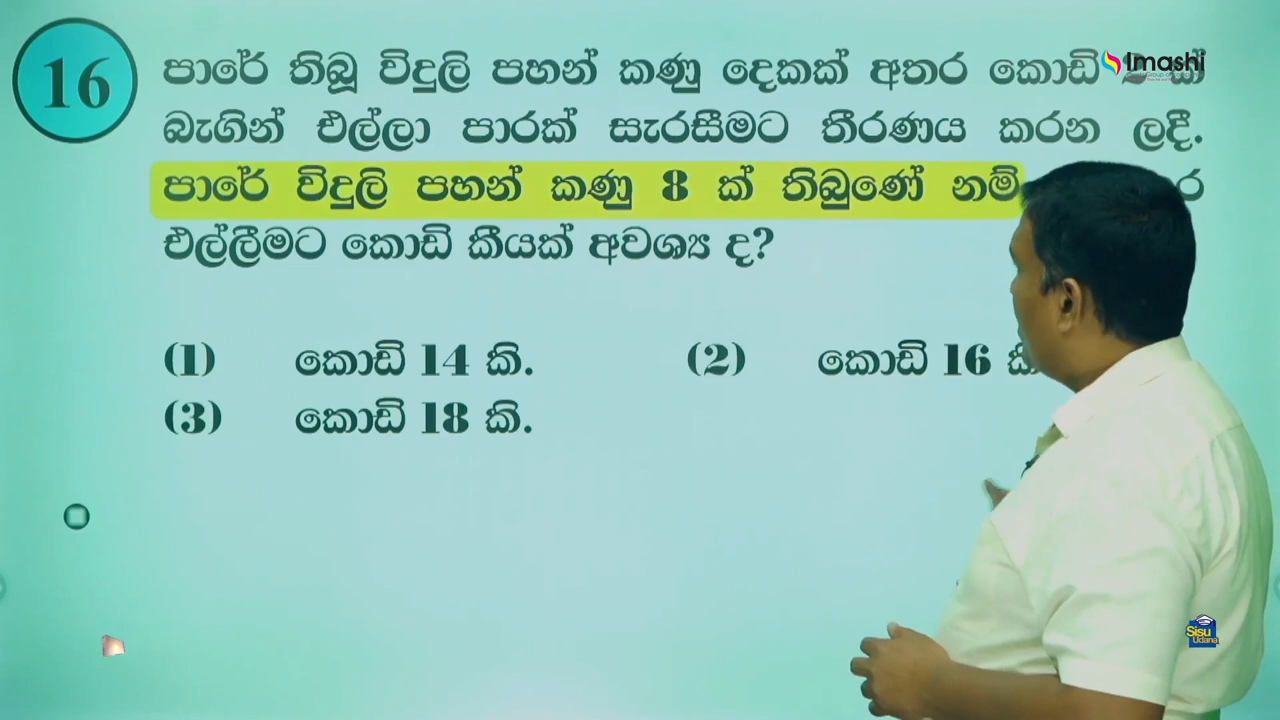 16
පාරේ තිබූ විදුලි පහන් කණු දෙකක් අතර කොඩි ක්
බැගින් එල්ලා පාරක් සැරසීමට තීරණය කරන ලදී.
පාරේ විදුලි පහන් කණු 8 ක් තිබුණේ නම්
එල්ලීමට කොඩි කීයක් අවශ්‍ය ද?
(1) කොඩි 14 කි. (2) කොඩි 16
(3) කොඩි 18 කි.
Imashi
Sisu
Udana